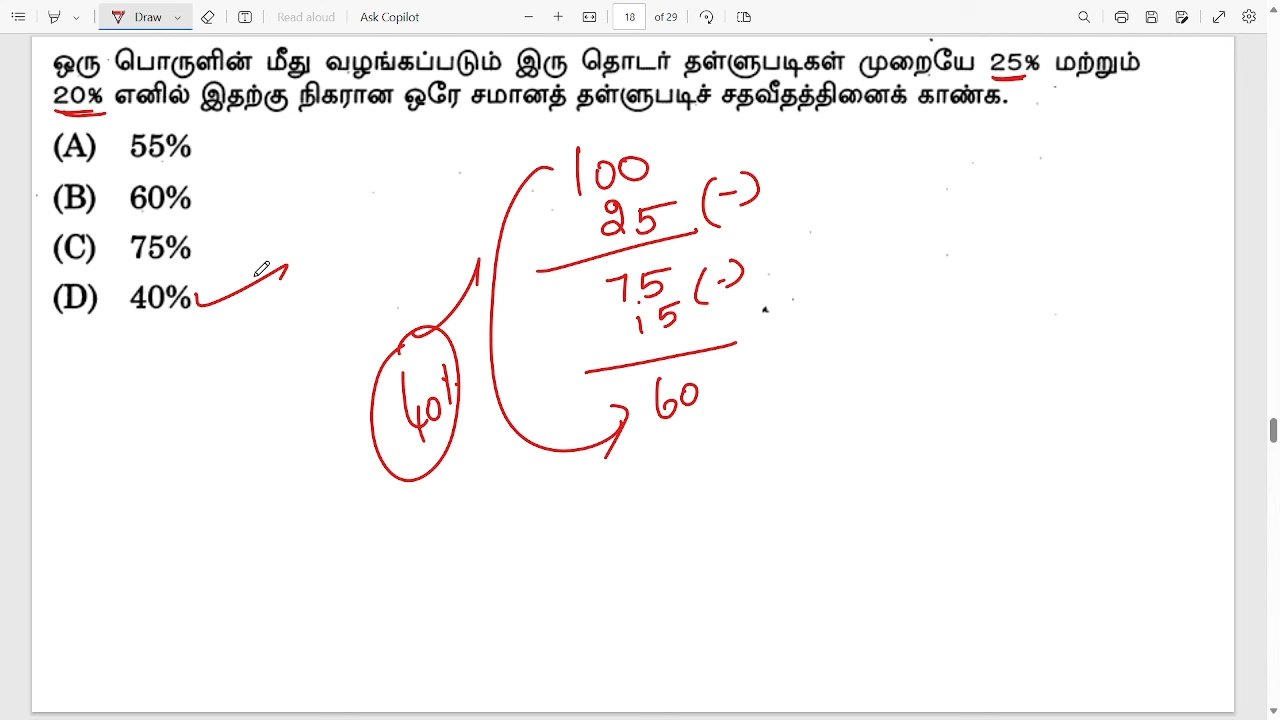 Draw
Read aloud
Ask Copilot
18 of 29
ஒரு பொருளின் மீது வழங்கப்படும் இரு தொடர் தள்ளுபடிகள் முறையே 25% மற்றும்
20% எனில் இதற்கு நிகரான ஒரே சமானத் தள்ளுபடிச் சதவீதத்தினைக் காண்க.
(A) 55%
(B) 60%
(C) 75%
(D) 40%
100
25 (-)
75 (-)
15
60
40%